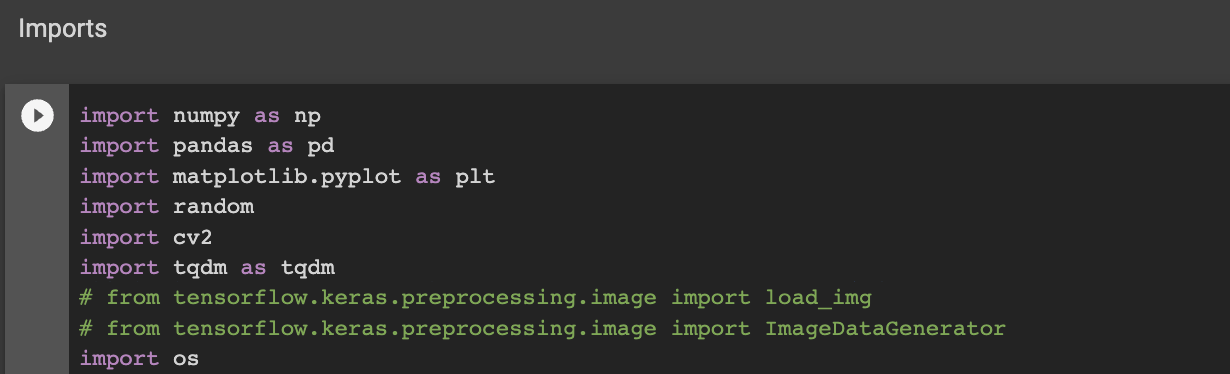 Imports
import numpy as np
import pandas as pd
import matplotlib.pyplot as plt
import random
import cv2
import tqdm as tqdm
# from tensorflow.keras.preprocessing.image import load_img
# from tensorflow.keras.preprocessing.image import ImageDataGenerator
import os